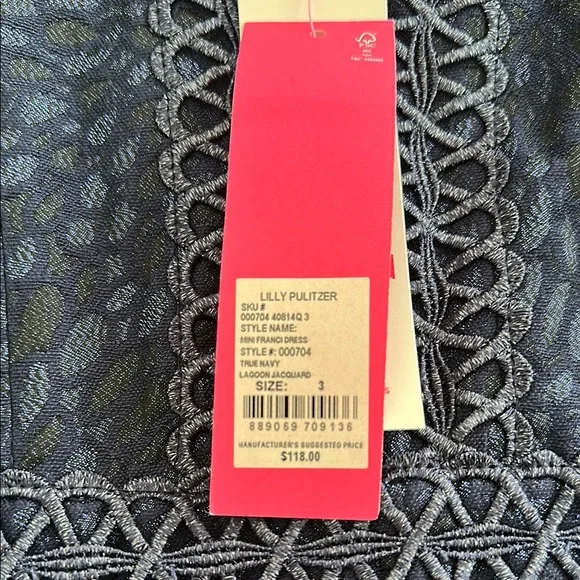 FSC
LILLY PULITZER
SKU #
000704 40814Q 3
STYLE NAME:
MINI FRANCI DRESS
STYLE #: 000704
TRUE NAVY
LAGOON JACQUARD
SIZE: 3
889069 709136
MANUFACTURER'S SUGGESTED PRICE
$118.00